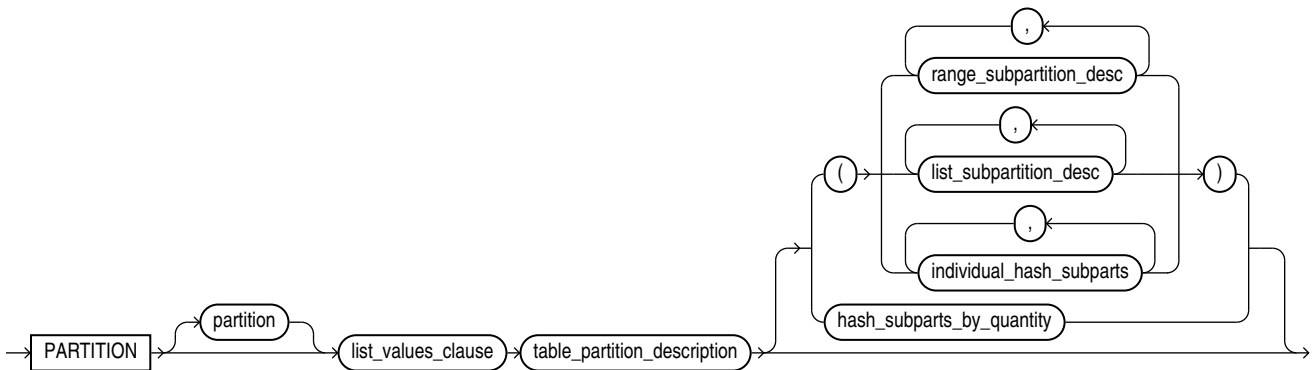 ,
range_subpartition_desc
,
( list_subpartition_desc )
,
individual_hash_subparts
partition hash_subparts_by_quantity
PARTITION list_values_clause table_partition_description